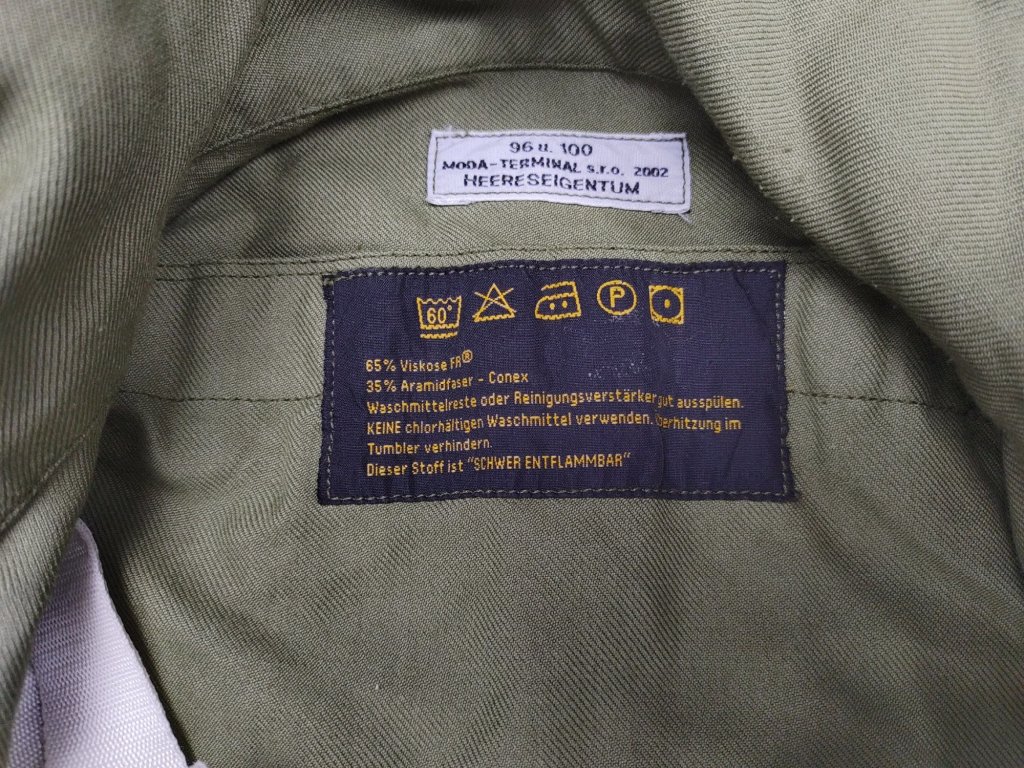 96 u. 100
MODA-TERMINAL s.r.o. 2002
HEERESEIGENTUM
60°
P
65% Viskose FR®
35% Aramidfaser - Conex
Waschmittelreste oder Reinigungsverstärker gut ausspülen.
KEINE chlorhältigen Waschmittel verwenden. Überhitzung im
Tumbler verhindern.
Dieser Stoff ist "SCHWER ENTFLAMMBAR"